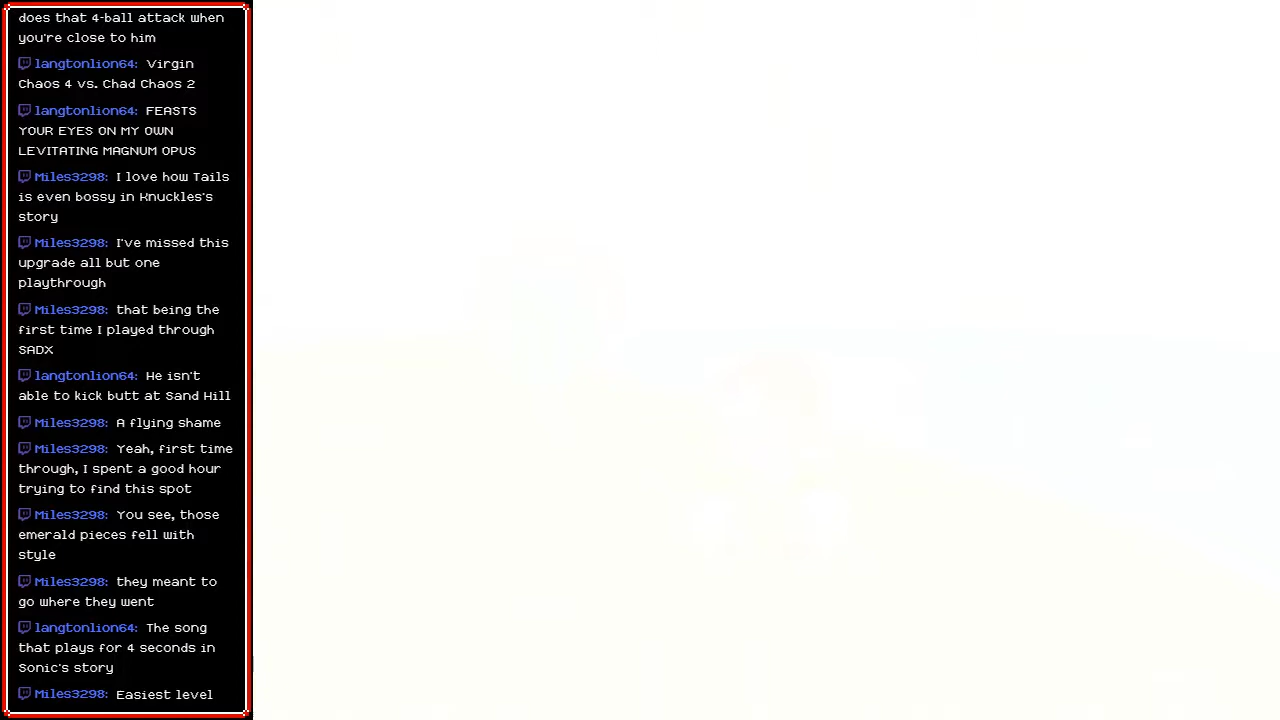 does that 4-ball attack when
you're close to him
langtonlion64: Virgin
Chaos 4 vs. Chad Chaos 2
langtonlion64: FEASTS
YOUR EYES ON MY OWN
LEVITATING MAGNUM OPUS
Miles3298: I love how Tails
is even bossy in Knuckles's
story
Miles3298: I've missed this
upgrade all but one
playthrough
Miles3298: that being the
first time I played through
SADX
langtonlion64: He isn't
able to kick butt at Sand Hill
Miles3298: A flying shame
Miles3298: Yeah, first time
through, I spent a good hour
trying to find this spot
Miles3298: You see, those
emerald pieces fell with
style
Miles3298: they meant to
go where they went
langtonlion64: The song
that plays for 4 seconds in
Sonic's story
Miles3298: Easiest level